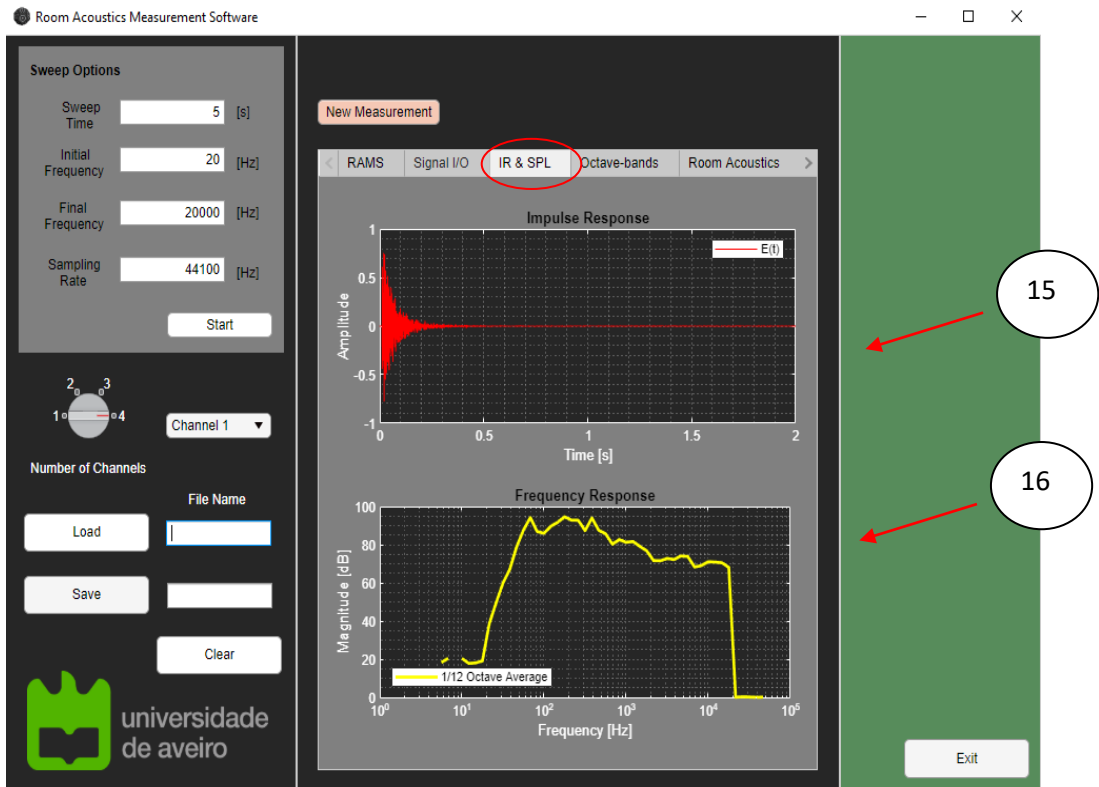 Room Acoustics Measurement Software
Sweep Options
Sweep
Time
5
[s]
Initial
Frequency
20
[Hz]
Final
Frequency
20000
[Hz]
Sampling
Rate
44100
[Hz]
Start
2
3
1
4
Channel 1
Number of Channels
File Name
Load
Save
Clear
universidade
de aveiro
New Measurement
RAMS
Signal I/O
IR & SPL
Octave-bands
Room Acoustics
Impulse Response
E(t)
Amplitude
1
0.5
0
-0.5
-1
0
0.5
1
1.5
2
Time [s]
Frequency Response
Magnitude [dB]
100
80
60
40
20
0
1/12 Octave Average
10⁰
10¹
10²
10³
10⁴
10⁵
Frequency [Hz]
15
16
Exit